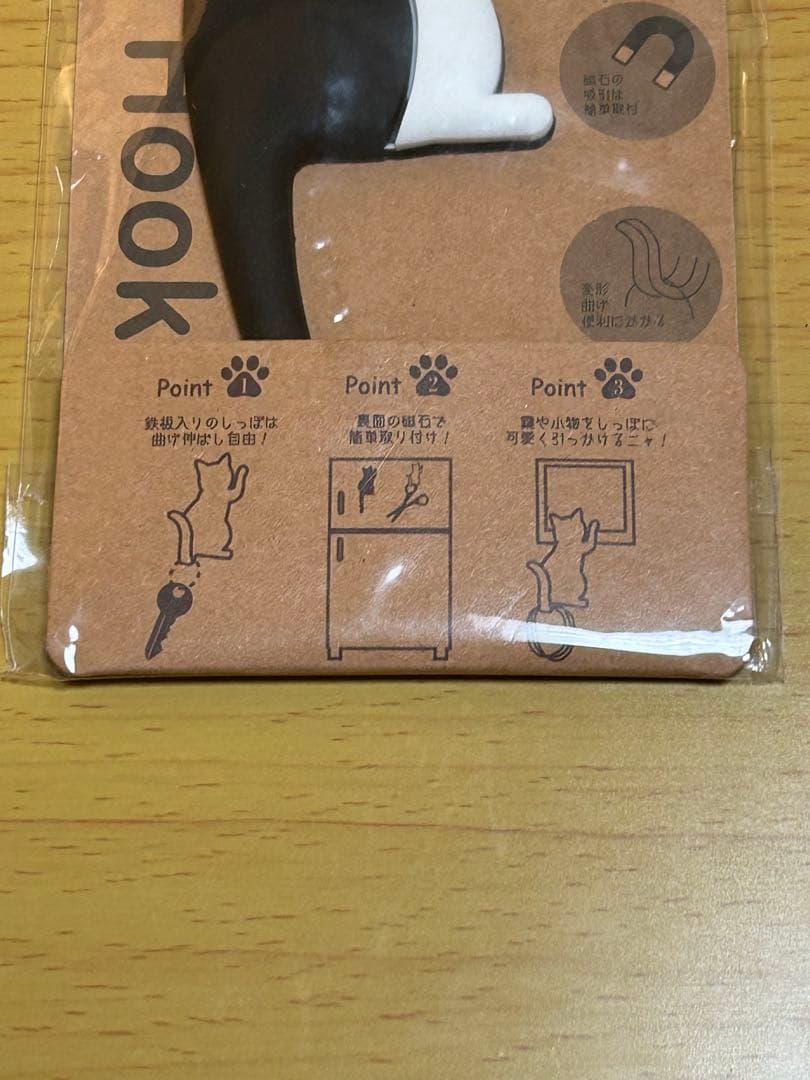 Hook
磁石の
吸引は
簡単取付
変形
曲げ
便利にかかる
Point 1
鉄板入りのしっぽは
曲げ伸ばし自由!
Point 2
裏面の磁石で
簡単取り付け!
Point 3
鍵や小物をしっぽに
可愛く引っかけるニャ!